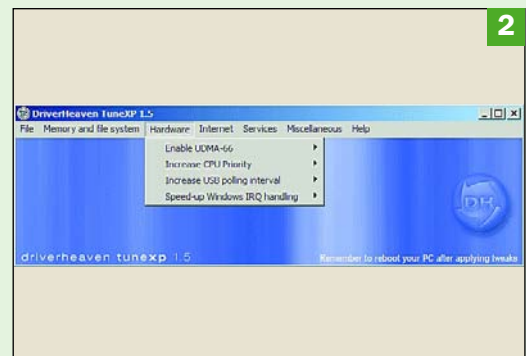 2
DriverHeaven TuneXP 1.5
File Memory and file system Hardware Internet Services Miscellaneous Help
Enable UDMA-66
Increase CPU Priority
Increase USB polling interval
Speed-up Windows IRQ handling
DH
driverheaven tunexp 1.5
Remember to reboot your PC after applying tweaks